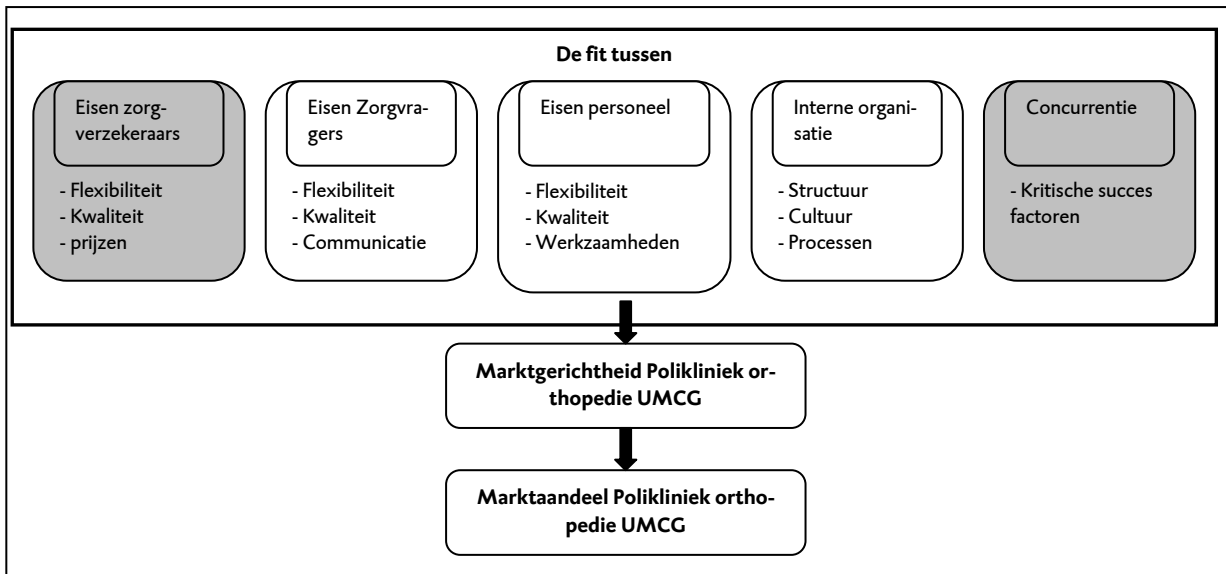 De fit tussen
Eisen zorg-
verzekeraars
- Flexibiliteit
- Kwaliteit
- prijzen
Eisen Zorgvra-
gers
- Flexibiliteit
- Kwaliteit
- Communicatie
Eisen personeel
- Flexibiliteit
- Kwaliteit
- Werkzaamheden
Interne organi-
satie
- Structuur
- Cultuur
- Processen
Concurrentie
- Kritische succes
factoren
Marktgerichtheid Polikliniek or-
thopedie UMCG
Marktaandeel Polikliniek ortho-
pedie UMCG